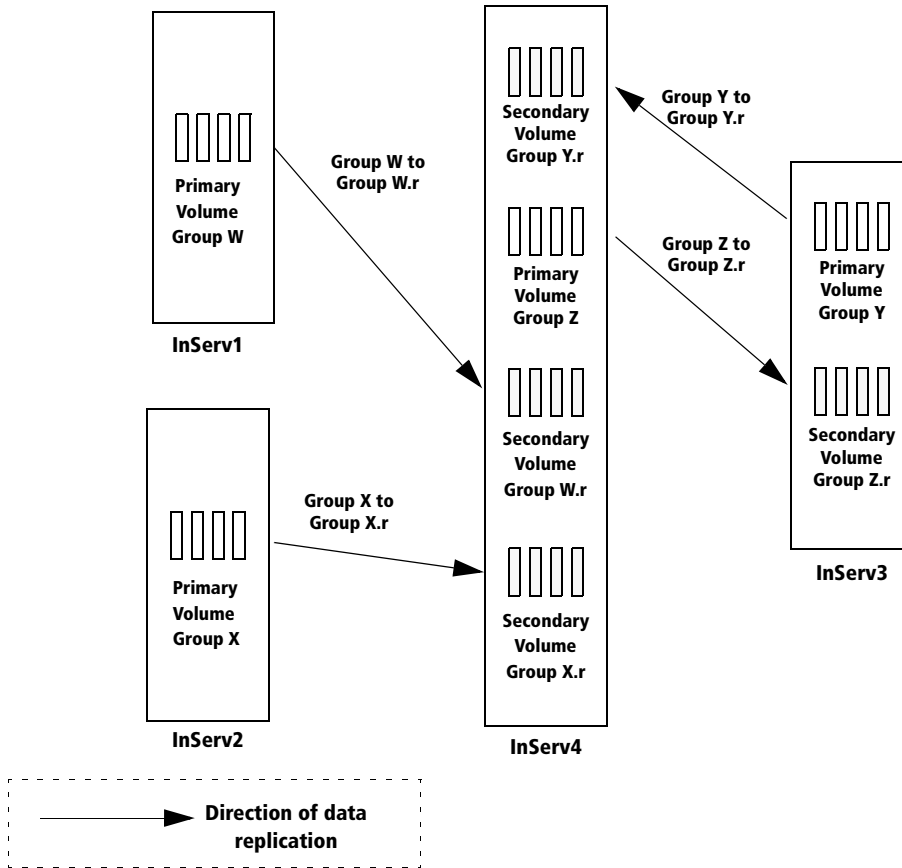 Primary
Volume
Group W
InServ1
Group W to
Group W.r
Primary
Volume
Group X
InServ2
Group X to
Group X.r
Secondary
Volume
Group Y.r
Primary
Volume
Group Z
Secondary
Volume
Group W.r
Secondary
Volume
Group X.r
InServ4
Group Y to
Group Y.r
Group Z to
Group Z.r
Primary
Volume
Group Y
Secondary
Volume
Group Z.r
InServ3
Direction of data
replication